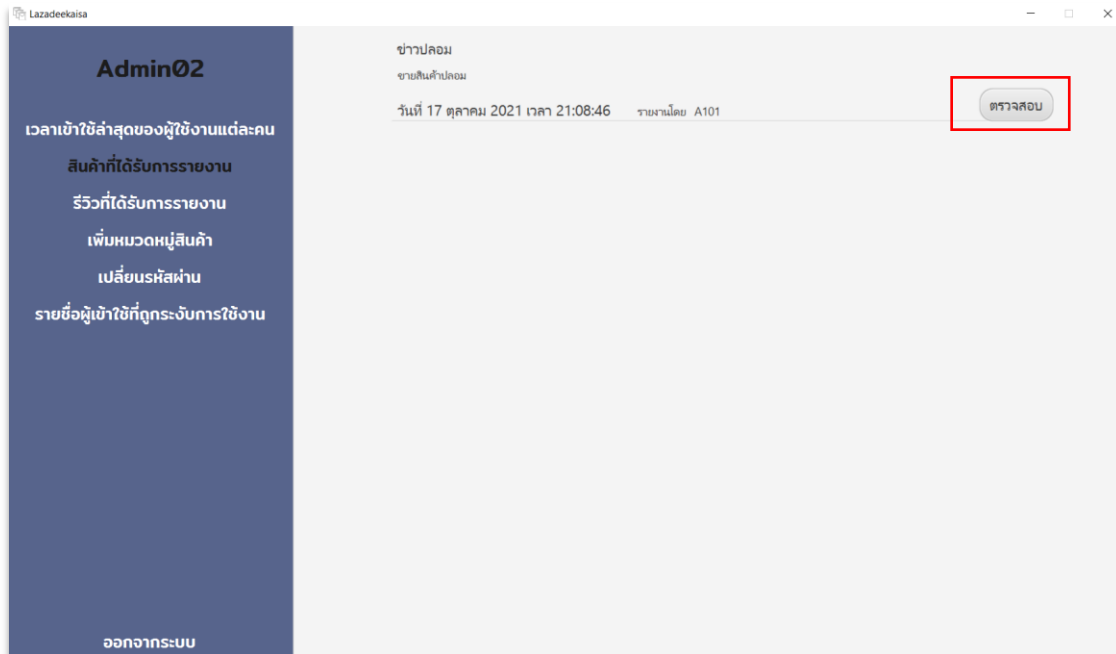 Lazadeekaisa
Admin02
เวลาเข้าใช้ล่าสุดของผู้ใช้งานแต่ละคน
สินค้าที่ได้รับการรายงาน
รีวิวที่ได้รับการรายงาน
เพิ่มหมวดหมู่สินค้า
เปลี่ยนรหัสผ่าน
รายชื่อผู้เข้าใช้ที่ถูกระงับการใช้งาน
ออกจากระบบ
ข่าวปลอม
ขายสินค้าปลอม
วันที่ 17 ตุลาคม 2021 เวลา 21:08:46 รายงานโดย A101
ตรวจสอบ